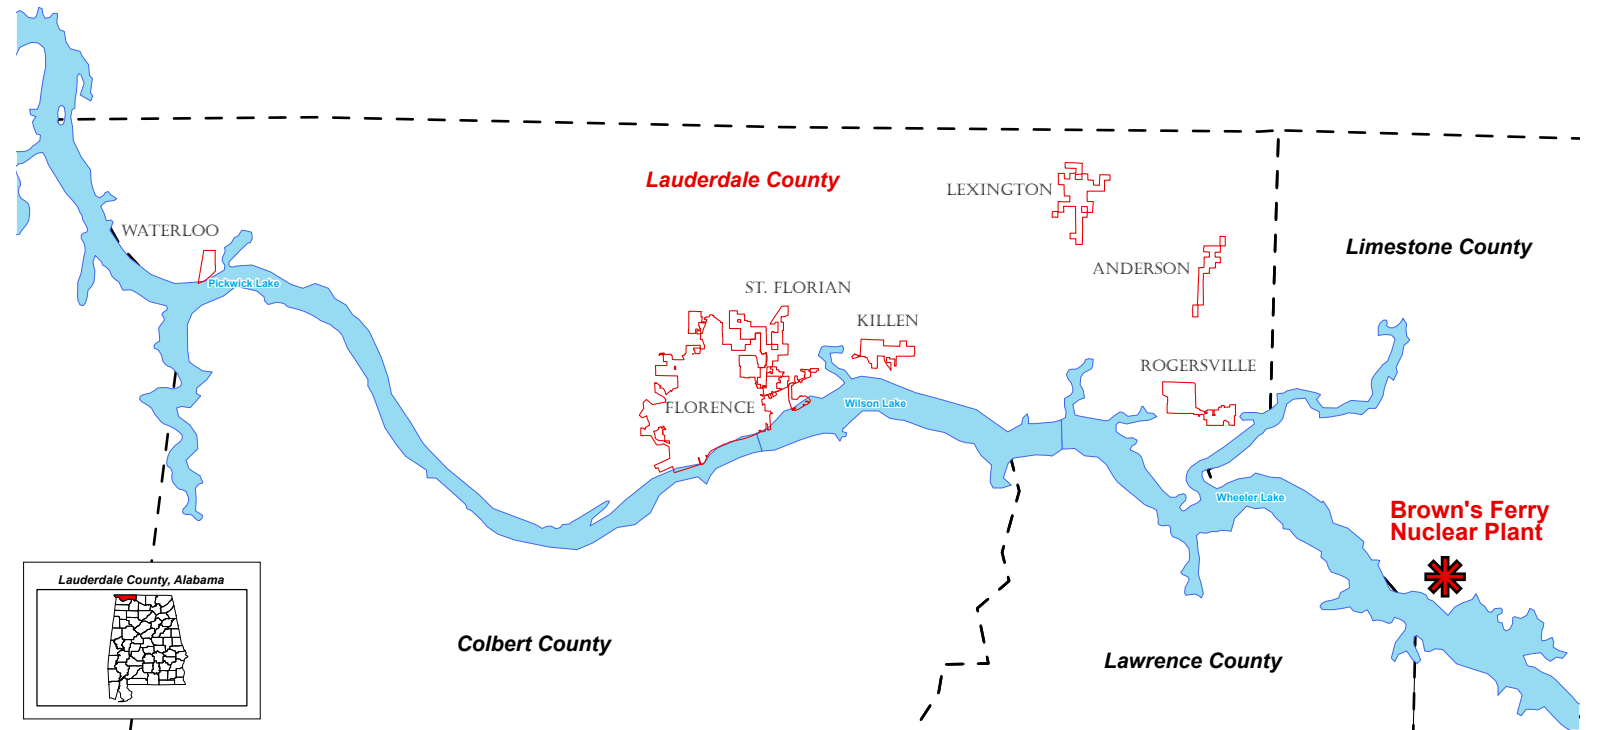 Lauderdale County
LEXINGTON
WATERLOO
Limestone County
ANDERSON
Pickwick Lake
ST. FLORIAN
KILLEN
ROGERSVILLE
FLORENCE
Wilson Lake
Wheeler Lake
Brown's Ferry
Nuclear Plant
Lauderdale County, Alabama
Colbert County
Lawrence County